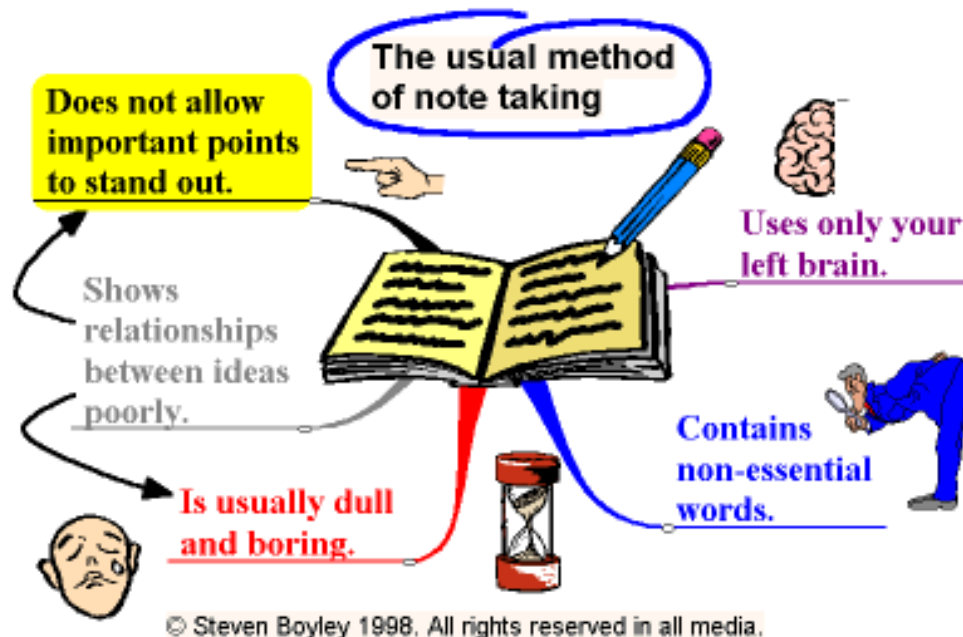 The usual method
of note taking
Does not allow
important points
to stand out.
Uses only your
left brain.
Shows
relationships
between ideas
poorly.
Contains
non-essential
words.
Is usually dull
and boring.
© Steven Boyley 1998. All rights reserved in all media.